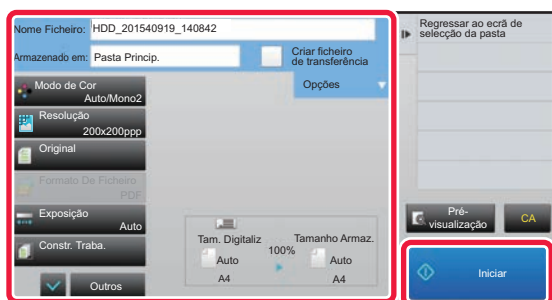 Nome Ficheiro: HDD_201540919_140842
Armazenado em: Pasta Princip.
Criar ficheiro
de transferência
Opções
Modo de Cor
Auto/Mono2
Resolução
200x200ppp
Original
Formato De Ficheiro
PDF
Exposição
Auto
Constr. Traba.
Outros
Tam. Digitaliz
Auto
A4
100%
Tamanho Armaz.
Auto
A4
Regressar ao ecrã de
selecção da pasta
Pré-
visualização
CA
Iniciar